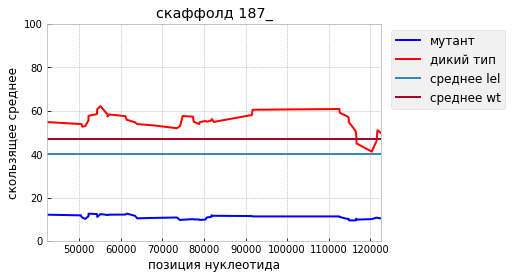 скаффолд 187_
скользящее среднее
100
80
60
40
20
0
50000 60000 70000 80000 90000 100000 110000 120000
позиция нуклеотида
мутант
дикий тип
среднее lel
среднее wt